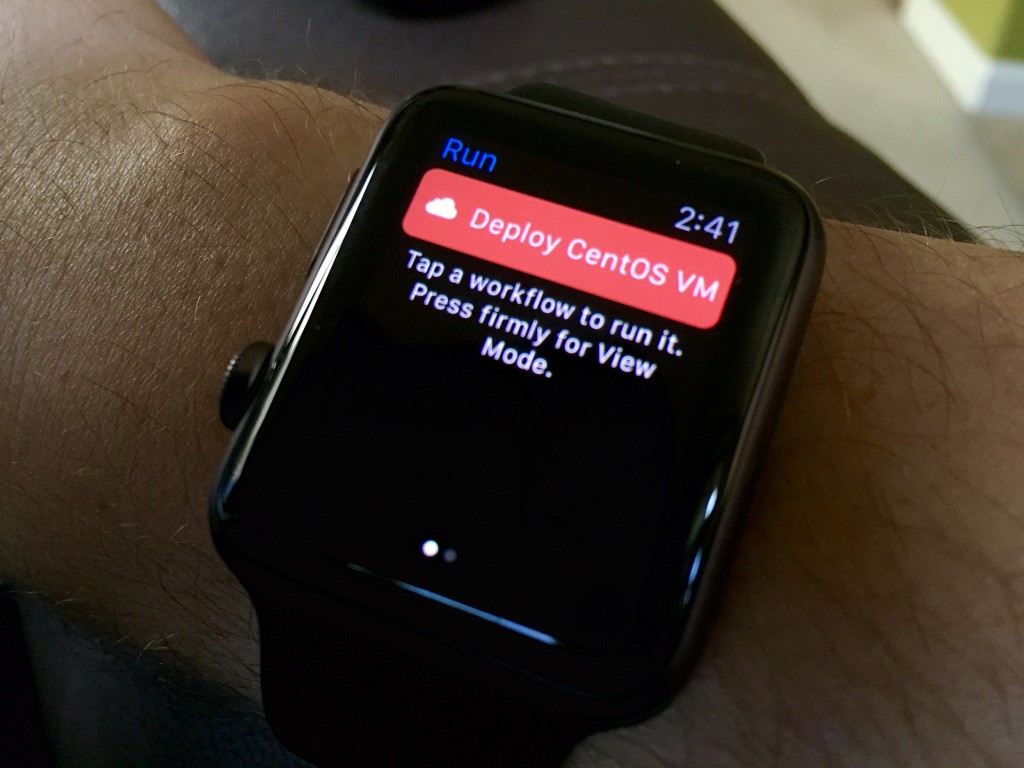 Run
2:41
Deploy CentOS VM
Tap a workflow to run it.
Press firmly for View
Mode.